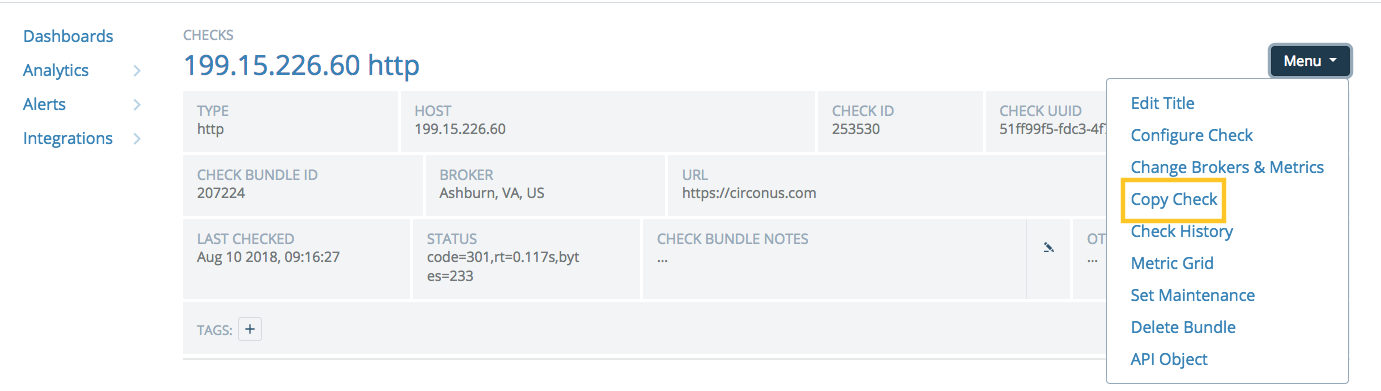 Dashboards
Analytics
Alerts
Integrations
CHECKS
199.15.226.60 http
Menu
TYPE
http
HOST
199.15.226.60
CHECK ID
253530
CHECK UUID
51ff99f5-fdc3-4f
CHECK BUNDLE ID
207224
BROKER
Ashburn, VA, US
URL
https://circonus.com
LAST CHECKED
Aug 10 2018, 09:16:27
STATUS
code=301,rt=0.117s,byt
es=233
CHECK BUNDLE NOTES
...
OT
...
TAGS: +
Edit Title
Configure Check
Change Brokers & Metrics
Copy Check
Check History
Metric Grid
Set Maintenance
Delete Bundle
API Object